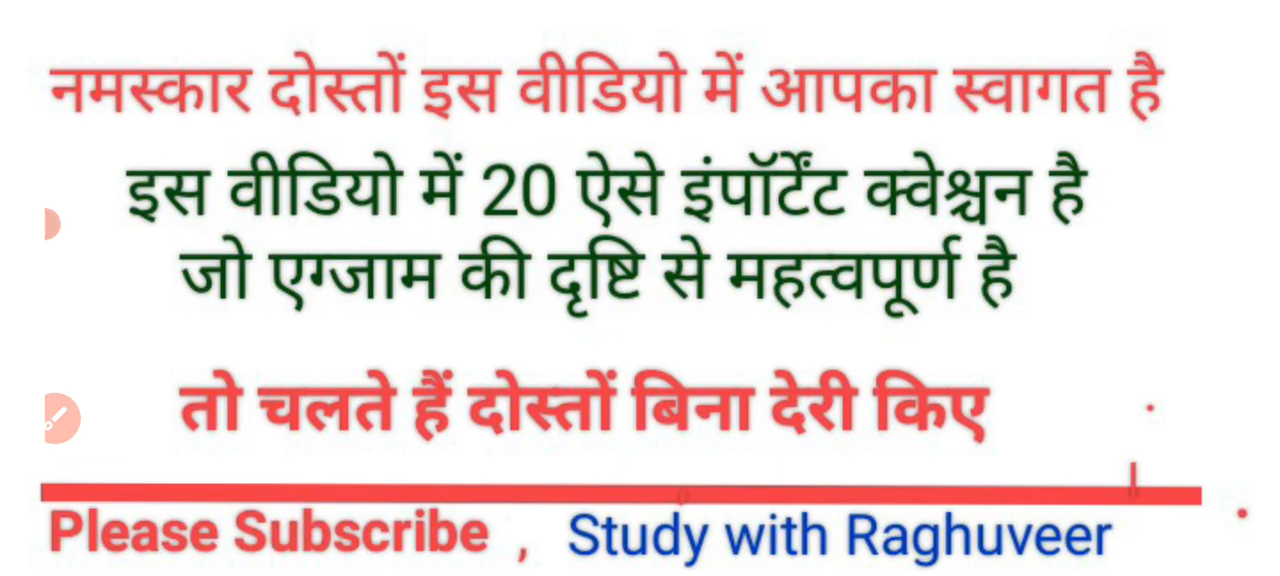 नमस्कार दोस्तों इस वीडियो में आपका स्वागत है
इस वीडियो में 20 ऐसे इंपॉर्टेंट क्वेश्चन है
जो एग्जाम की दृष्टि से महत्वपूर्ण है
तो चलते हैं दोस्तों बिना देरी किए
Please Subscribe , Study with Raghuveer